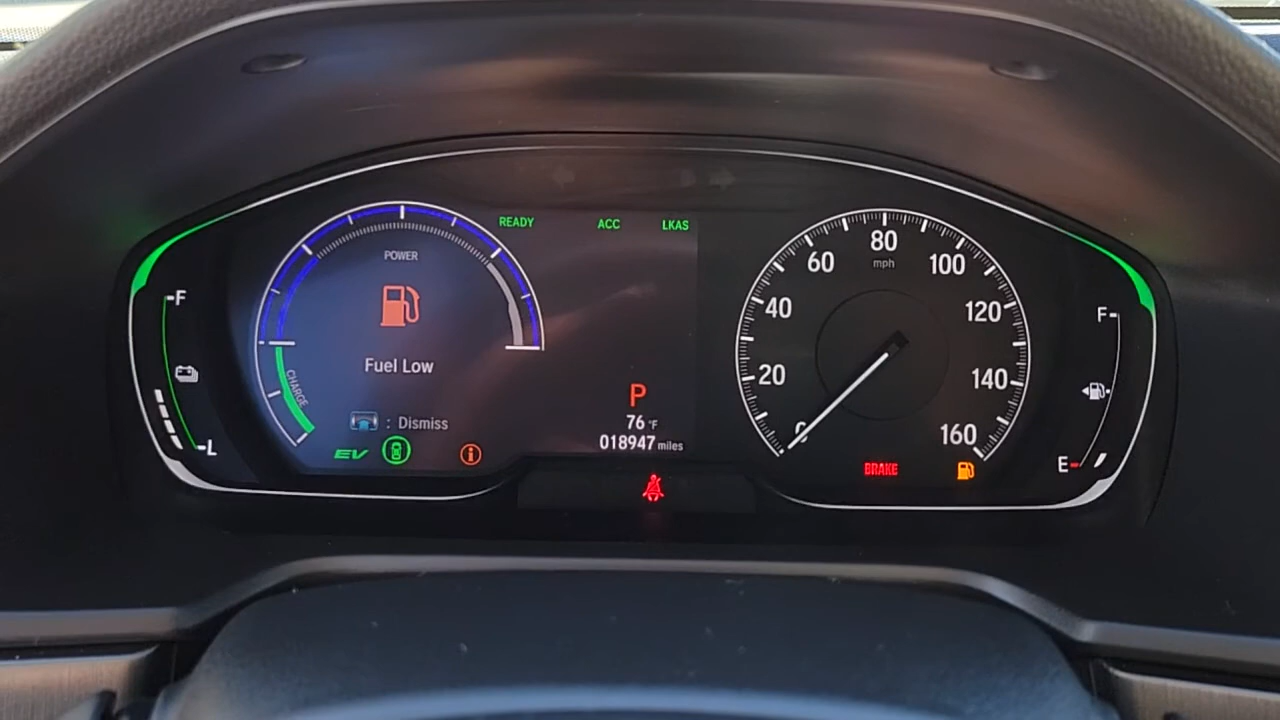 READY ACC LKAS
POWER
F
Fuel Low
CHARGE
: Dismiss
EV
L
P
76 °F
018947 miles
0 20 40 60 80 100 120 140 160
mph
BRAKE
F
E